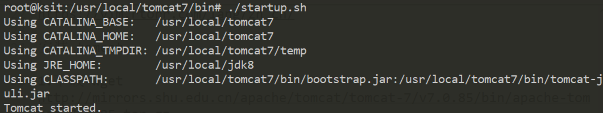 root@ksit:/usr/local/tomcat7/bin# ./startup.sh
Using CATALINA_BASE:   /usr/local/tomcat7
Using CATALINA_HOME:   /usr/local/tomcat7
Using CATALINA_TMPDIR: /usr/local/tomcat7/temp
Using JRE_HOME:        /usr/local/jdk8
Using CLASSPATH:       /usr/local/tomcat7/bin/bootstrap.jar:/usr/local/tomcat7/bin/tomcat-j
uli.jar
Tomcat started.